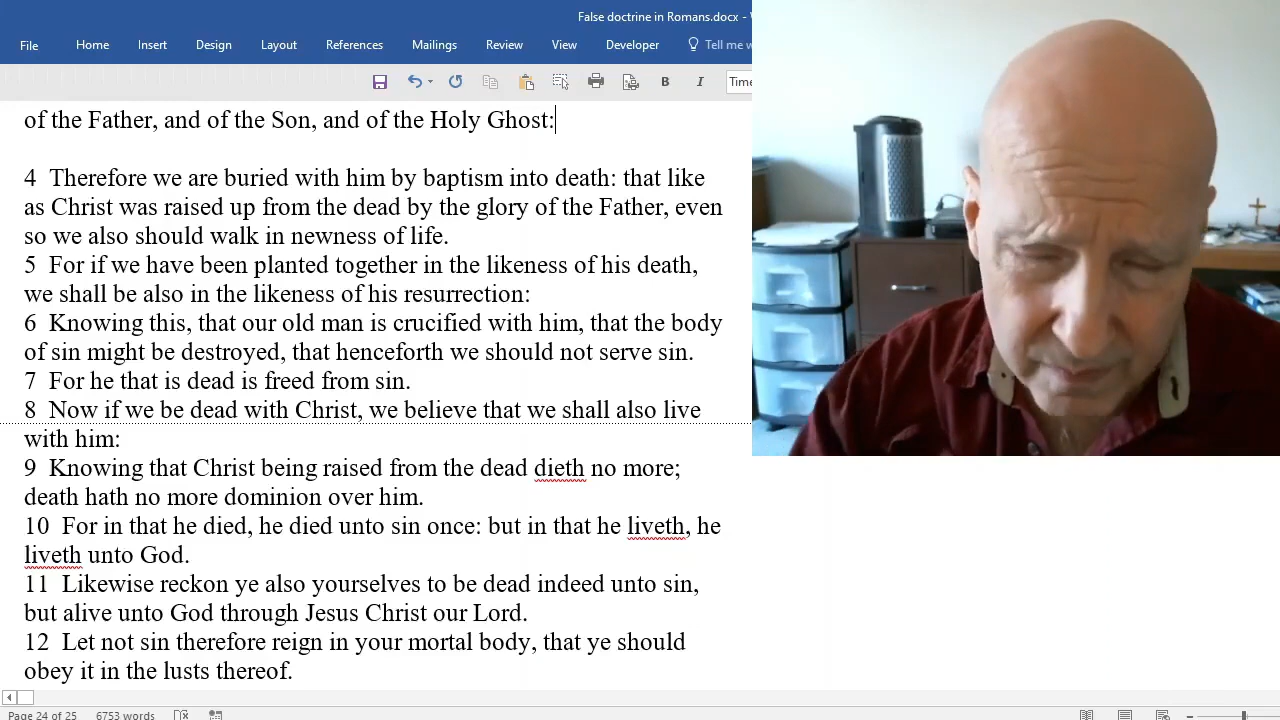 False doctrine in Romans.docx -
File Home Insert Design Layout References Mailings Review View Developer Tell me
B I
of the Father, and of the Son, and of the Holy Ghost:
4 Therefore we are buried with him by baptism into death: that like
as Christ was raised up from the dead by the glory of the Father, even
so we also should walk in newness of life.
5 For if we have been planted together in the likeness of his death,
we shall be also in the likeness of his resurrection:
6 Knowing this, that our old man is crucified with him, that the body
of sin might be destroyed, that henceforth we should not serve sin.
7 For he that is dead is freed from sin.
8 Now if we be dead with Christ, we believe that we shall also live
with him:
9 Knowing that Christ being raised from the dead dieth no more;
death hath no more dominion over him.
10 For in that he died, he died unto sin once: but in that he liveth, he
liveth unto God.
11 Likewise reckon ye also yourselves to be dead indeed unto sin,
but alive unto God through Jesus Christ our Lord.
12 Let not sin therefore reign in your mortal body, that ye should
obey it in the lusts thereof.
Page 24 of 25 6753 words